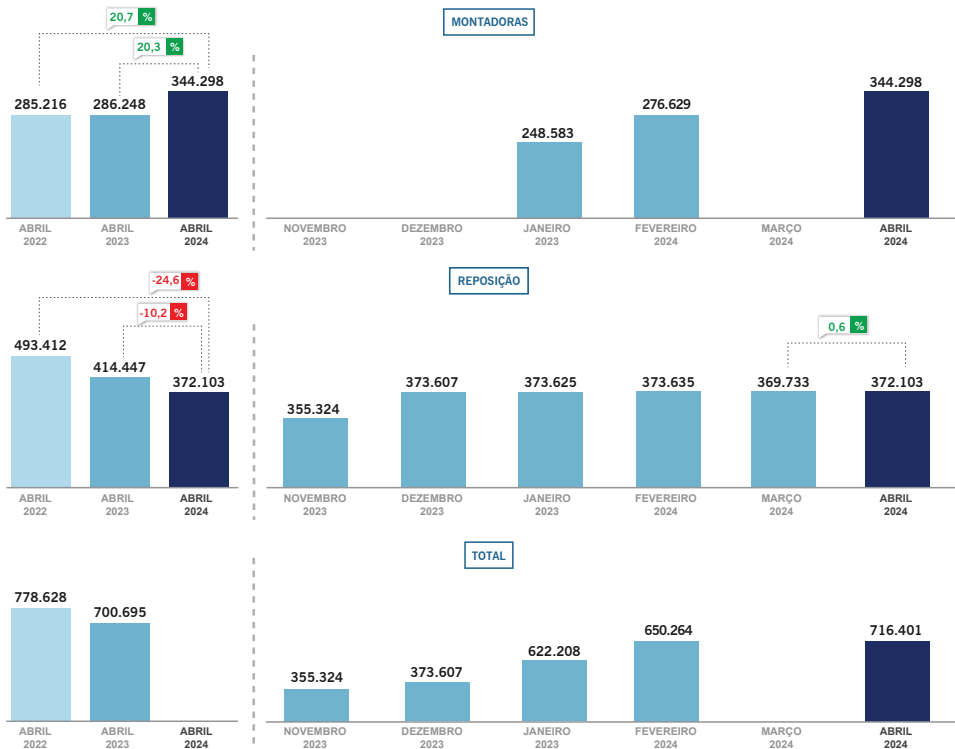 MONTADORAS
20,7 %
20,3 %
285.216 286.248 344.298
ABRIL 2022
ABRIL 2023
ABRIL 2024
248.583 276.629 344.298
NOVEMBRO 2023
DEZEMBRO 2023
JANEIRO 2023
FEVEREIRO 2024
MARÇO 2024
ABRIL 2024
REPOSIÇÃO
-24,6 %
-10,2 %
493.412 414.447 372.103
ABRIL 2022
ABRIL 2023
ABRIL 2024
0,6 %
355.324 373.607 373.625 373.635 369.733 372.103
NOVEMBRO 2023
DEZEMBRO 2023
JANEIRO 2023
FEVEREIRO 2024
MARÇO 2024
ABRIL 2024
TOTAL
778.628 700.695
ABRIL 2022
ABRIL 2023
ABRIL 2024
355.324 373.607 622.208 650.264 716.401
NOVEMBRO 2023
DEZEMBRO 2023
JANEIRO 2023
FEVEREIRO 2024
MARÇO 2024
ABRIL 2024